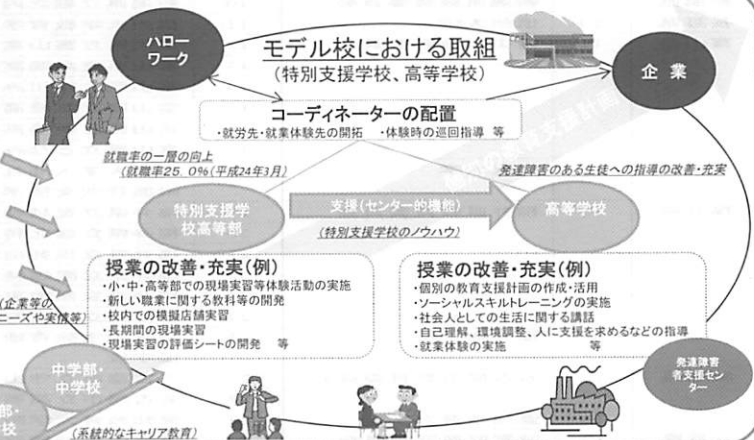 ハロー
ワーク
モデル校における取組
(特別支援学校、高等学校)
企 業
コーディネーターの配置
・就労先・就業体験先の開拓 ・体験時の巡回指導 等
就職率の一層の向上
(就職率25.0%(平成24年3月)
発達障害のある生徒への指導の改善・充実
特別支援学
校高等部
支援(センター的機能)
高等学校
(特別支援学校のノウハウ)
授業の改善・充実(例)
・小・中・高等部での現場実習等体験活動の実施
・新しい職業に関する教科等の開発
・校内での模擬店舗実習
・長期間の現場実習
・現場実習の評価シートの開発 等
授業の改善・充実(例)
・個別の教育支援計画の作成・活用
・ソーシャルスキルトレーニングの実施
・社会人としての生活に関する講話
・自己理解、環境調整、人に支援を求めるなどの指導
・就業体験の実施 等
(企業等の
ニーズや実情等)
中学部・
中学校
部・
校
(系統的なキャリア教育)
発達障害
者支援セン
ター